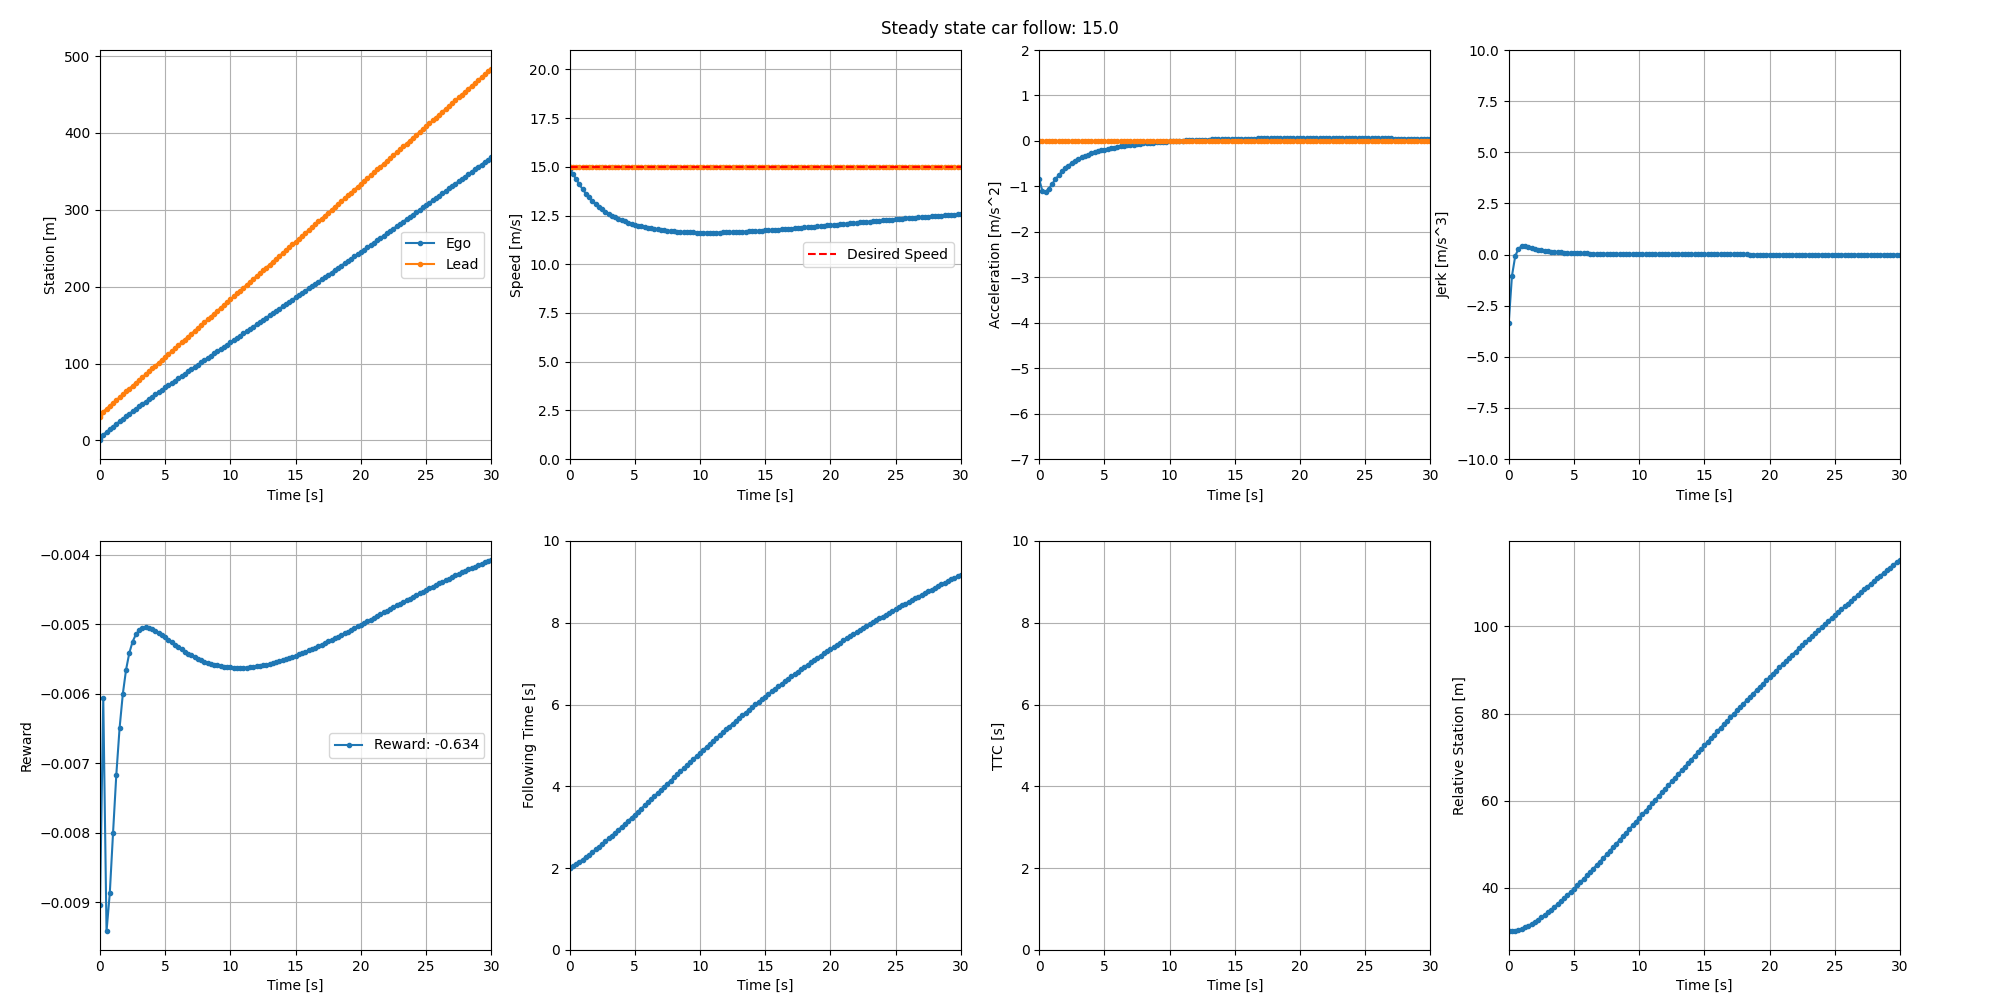 Steady state car follow: 15.0
Station [m]
500
400
300
200
100
0
Ego
Lead
0 5 10 15 20 25 30
Time [s]
Speed [m/s]
20.0
17.5
15.0
12.5
10.0
7.5
5.0
2.5
0.0
Desired Speed
0 5 10 15 20 25 30
Time [s]
Acceleration [m/s^2]
2
1
0
−1
−2
−3
−4
−5
−6
−7
0 5 10 15 20 25 30
Time [s]
Jerk [m/s^3]
10.0
7.5
5.0
2.5
0.0
−2.5
−5.0
−7.5
−10.0
0 5 10 15 20 25 30
Time [s]
Reward
−0.004
−0.005
−0.006
−0.007
−0.008
−0.009
Reward: -0.634
0 5 10 15 20 25 30
Time [s]
Following Time [s]
10
8
6
4
2
0
0 5 10 15 20 25 30
Time [s]
TTC [s]
10
8
6
4
2
0
0 5 10 15 20 25 30
Time [s]
Relative Station [m]
100
80
60
40
0 5 10 15 20 25 30
Time [s]